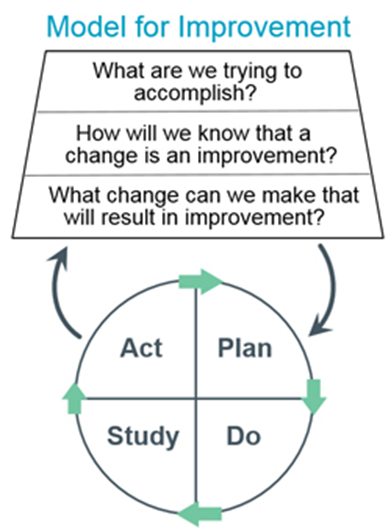 Model for Improvement
What are we trying to
accomplish?
How will we know that a
change is an improvement?
What change can we make that
will result in improvement?
Act
Plan
Study
Do